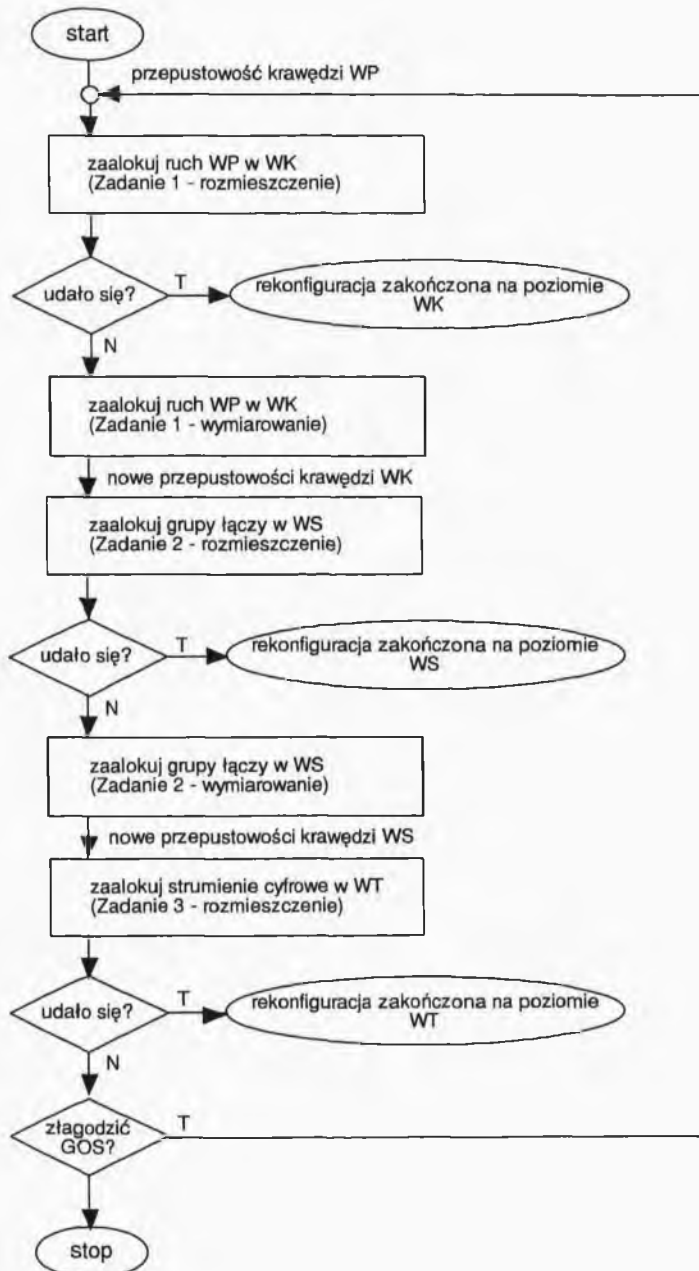 start
przepustowość krawędzi WP
zaalokuj ruch WP w WK
(Zadanie 1 - rozmieszczenie)
udało się?
T
rekonfiguracja zakończona na poziomie
WK
N
zaalokuj ruch WP w WK
(Zadanie 1 - wymiarowanie)
nowe przepustowości krawędzi WK
zaalokuj grupy łączy w WS
(Zadanie 2 - rozmieszczenie)
udało się?
T
rekonfiguracja zakończona na poziomie
WS
N
zaalokuj grupy łączy w WS
(Zadanie 2 - wymiarowanie)
nowe przepustowości krawędzi WS
zaalokuj strumienie cyfrowe w WT
(Zadanie 3 - rozmieszczenie)
udało się?
T
rekonfiguracja zakończona na poziomie
WT
N
złagodzić
GOS?
T
stop